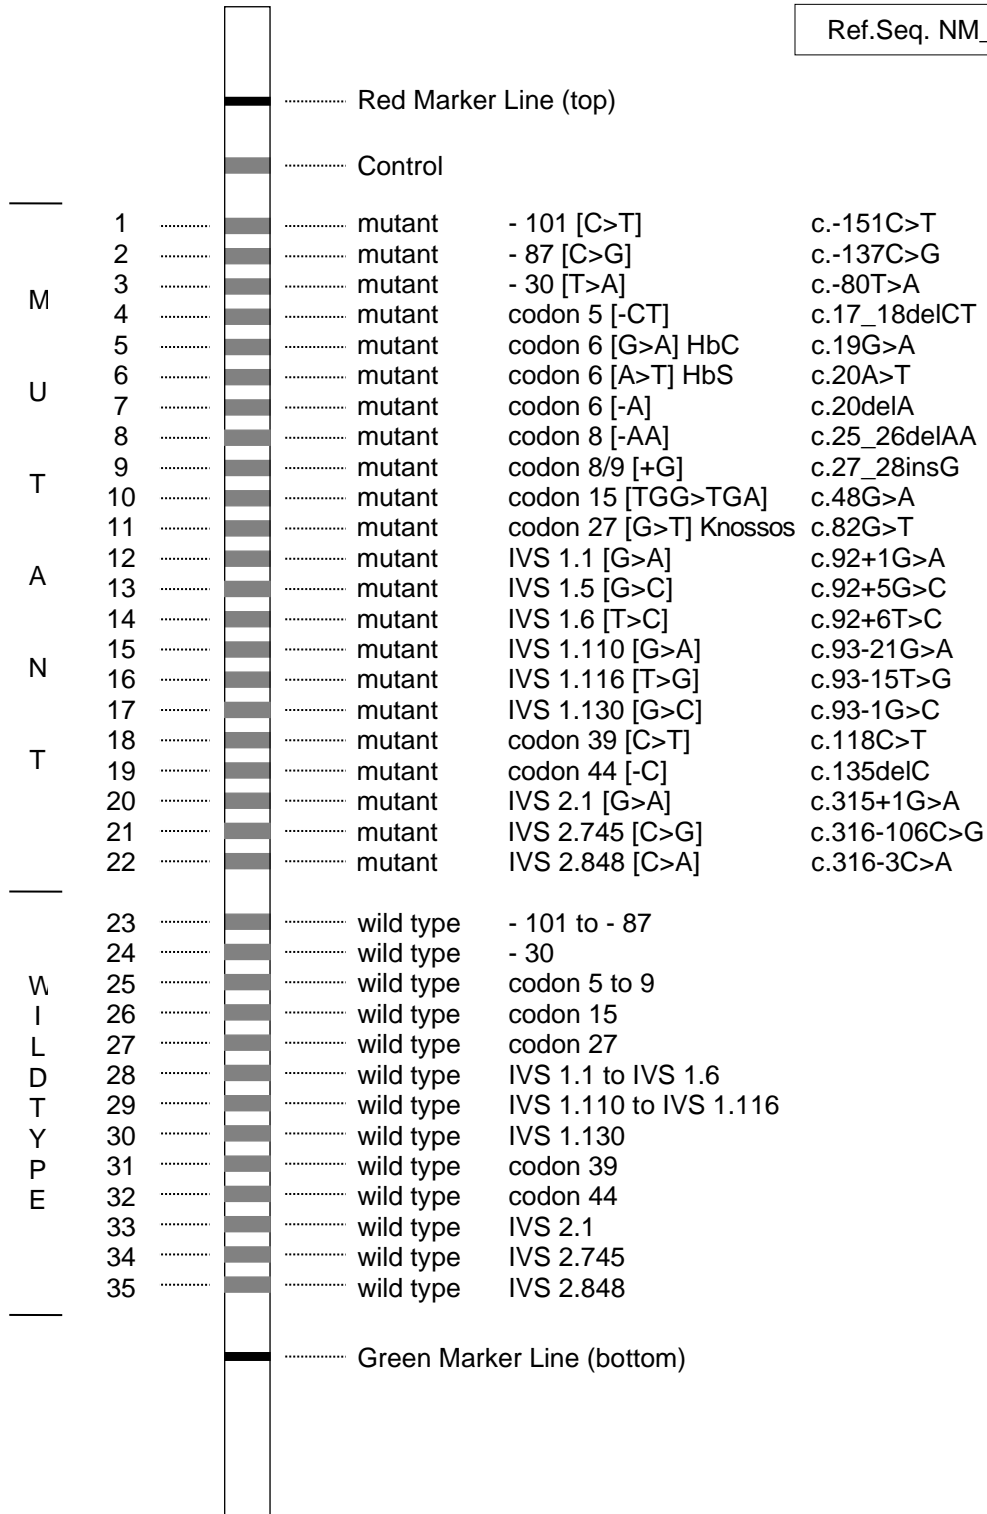 Ref.Seq. NM_
Red Marker Line (top)
Control
MUTANT
1 mutant - 101 [C>T] c.-151C>T
2 mutant - 87 [C>G] c.-137C>G
3 mutant - 30 [T>A] c.-80T>A
4 mutant codon 5 [-CT] c.17_18delCT
5 mutant codon 6 [G>A] HbC c.19G>A
6 mutant codon 6 [A>T] HbS c.20A>T
7 mutant codon 6 [-A] c.20delA
8 mutant codon 8 [-AA] c.25_26delAA
9 mutant codon 8/9 [+G] c.27_28insG
10 mutant codon 15 [TGG>TGA] c.48G>A
11 mutant codon 27 [G>T] Knossos c.82G>T
12 mutant IVS 1.1 [G>A] c.92+1G>A
13 mutant IVS 1.5 [G>C] c.92+5G>C
14 mutant IVS 1.6 [T>C] c.92+6T>C
15 mutant IVS 1.110 [G>A] c.93-21G>A
16 mutant IVS 1.116 [T>G] c.93-15T>G
17 mutant IVS 1.130 [G>C] c.93-1G>C
18 mutant codon 39 [C>T] c.118C>T
19 mutant codon 44 [-C] c.135delC
20 mutant IVS 2.1 [G>A] c.315+1G>A
21 mutant IVS 2.745 [C>G] c.316-106C>G
22 mutant IVS 2.848 [C>A] c.316-3C>A
WILDTYPE
23 wild type - 101 to - 87
24 wild type - 30
25 wild type codon 5 to 9
26 wild type codon 15
27 wild type codon 27
28 wild type IVS 1.1 to IVS 1.6
29 wild type IVS 1.110 to IVS 1.116
30 wild type IVS 1.130
31 wild type codon 39
32 wild type codon 44
33 wild type IVS 2.1
34 wild type IVS 2.745
35 wild type IVS 2.848
Green Marker Line (bottom)